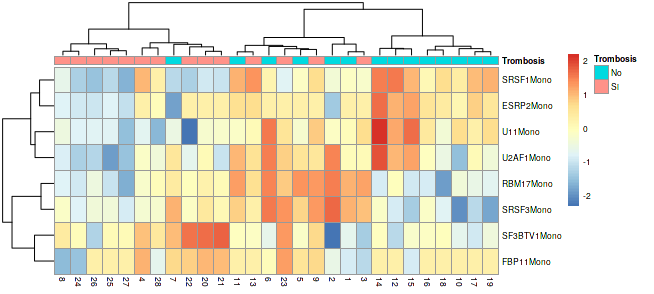 Trombosis
SRSF1Mono
ESRP2Mono
U11Mono
U2AF1Mono
RBM17Mono
SRSF3Mono
SF3BTV1Mono
FBP11Mono
8 24 26 25 27 4 28 7 22 20 21 11 13 6 23 5 9 2 1 3 14 12 15 16 18 10 17 19
2
1
0
-1
-2
Trombosis
No
SI